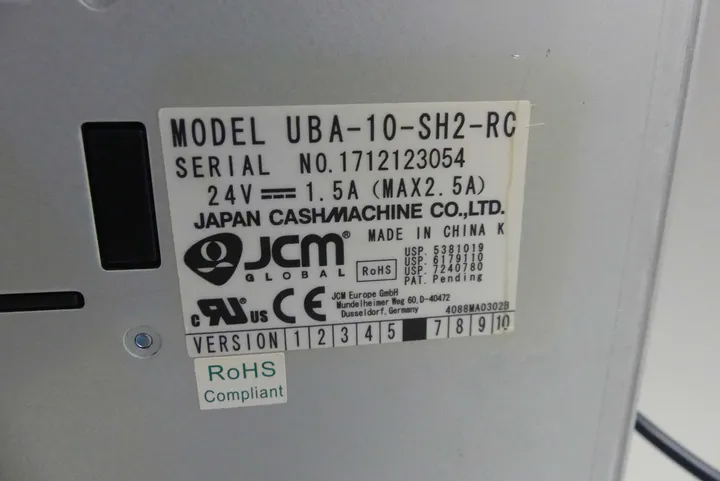 MODEL UBA-10-SH2-RC
SERIAL NO.1712123054
24V 1.5A (MAX2.5A)
JAPAN CASHMACHINE CO.,LTD.
JCM®
GLOBAL
MADE IN CHINA K
RoHS
USP. 5381019
USP. 6179110
USP. 7240780
PAT. Pending
c RU us CE
JCM Europe GmbH
Mundelheimer Weg 60,D-40472
Dusseldorf, Germany
4088MA0302B
VERSION 1 2 3 4 5 7 8 9 10
RoHS
Compliant